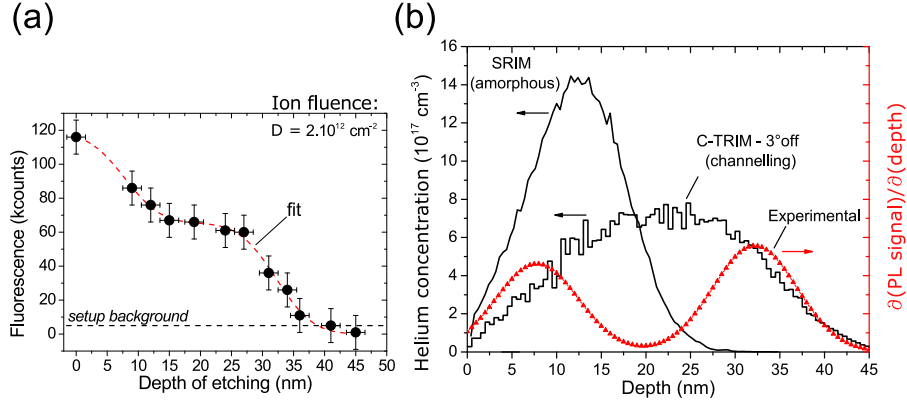 (a)
Ion fluence:
D = 2.10¹² cm⁻²
Fluorescence (kcounts)
120
100
80
60
40
20
0
fit
setup background
0 5 10 15 20 25 30 35 40 45 50
Depth of etching (nm)
(b)
Helium concentration (10¹⁷ cm⁻³)
16
14
12
10
8
6
4
2
0
SRIM
(amorphous)
C-TRIM - 3°off
(channelling)
Experimental
∂(PL signal)/∂(depth)
0 5 10 15 20 25 30 35 40 45
Depth (nm)